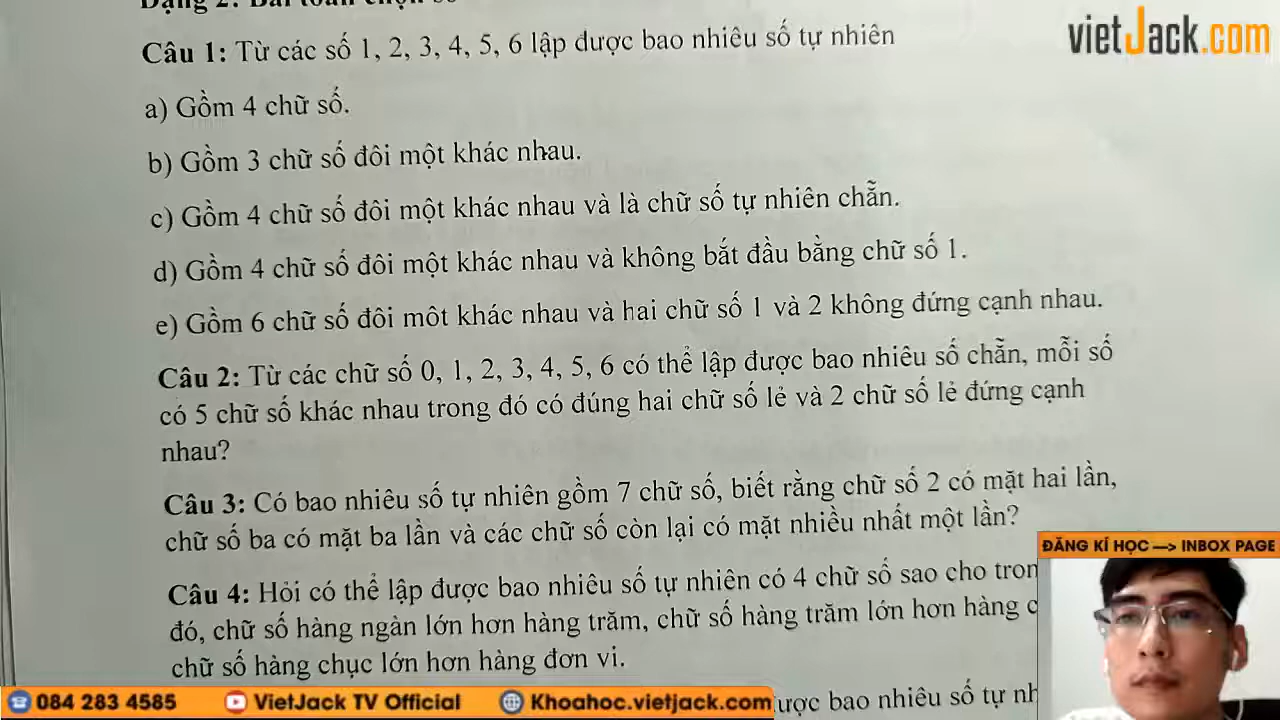 Dạng 2: Bài toán chọn số
vietJack.com
Câu 1: Từ các số 1, 2, 3, 4, 5, 6 lập được bao nhiêu số tự nhiên
a) Gồm 4 chữ số.
b) Gồm 3 chữ số đôi một khác nhau.
c) Gồm 4 chữ số đôi một khác nhau và là chữ số tự nhiên chẵn.
d) Gồm 4 chữ số đôi một khác nhau và không bắt đầu bằng chữ số 1.
e) Gồm 6 chữ số đôi môt khác nhau và hai chữ số 1 và 2 không đứng cạnh nhau.
Câu 2: Từ các chữ số 0, 1, 2, 3, 4, 5, 6 có thể lập được bao nhiêu số chẵn, mỗi số
có 5 chữ số khác nhau trong đó có đúng hai chữ số lẻ và 2 chữ số lẻ đứng cạnh
nhau?
Câu 3: Có bao nhiêu số tự nhiên gồm 7 chữ số, biết rằng chữ số 2 có mặt hai lần,
chữ số ba có mặt ba lần và các chữ số còn lại có mặt nhiều nhất một lần?
ĐĂNG KÍ HỌC —> INBOX PAGE
Câu 4: Hỏi có thể lập được bao nhiêu số tự nhiên có 4 chữ số sao cho tron
đó, chữ số hàng ngàn lớn hơn hàng trăm, chữ số hàng trăm lớn hơn hàng c
chữ số hàng chục lớn hơn hàng đơn vi.
ược bao nhiêu số tự nh
084 283 4585 VietJack TV Official Khoahoc.vietjack.com